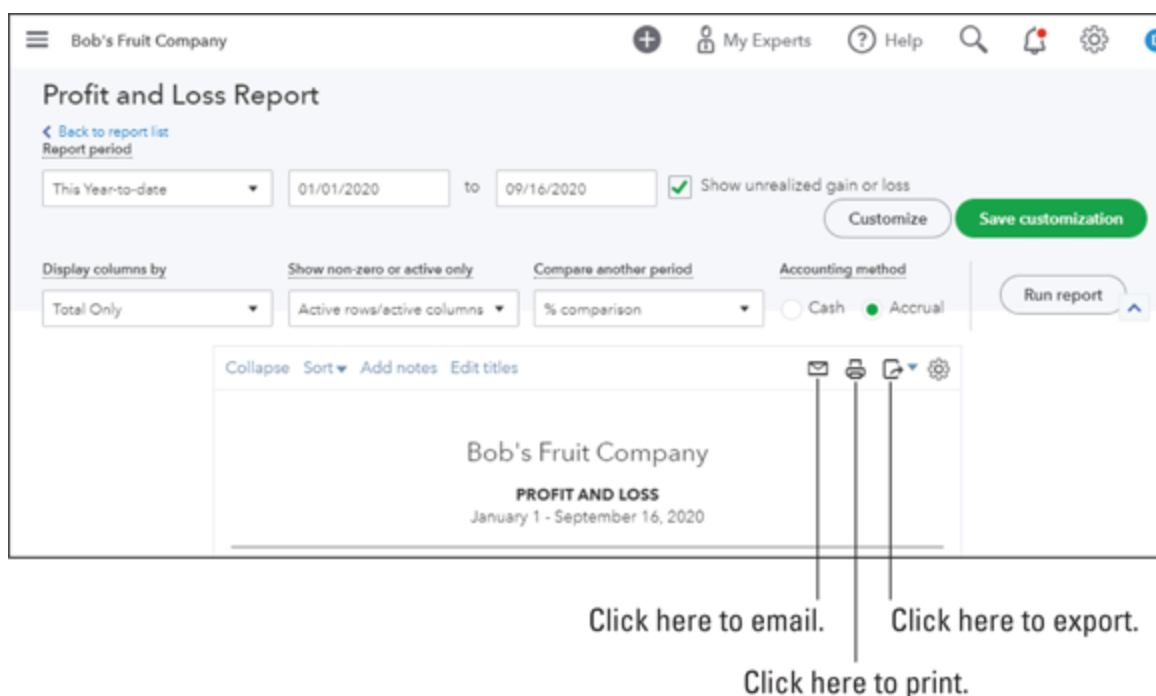 Bob's Fruit Company My Experts Help
Profit and Loss Report
Back to report list
Report period
This Year-to-date 01/01/2020 to 09/16/2020 Show unrealized gain or loss
Customize Save customization
Display columns by Show non-zero or active only Compare another period Accounting method
Total Only Active rows/active columns % comparison Cash Accrual Run report
Collapse Sort Add notes Edit titles
Bob's Fruit Company
PROFIT AND LOSS
January 1 - September 16, 2020
Click here to email. Click here to export.
Click here to print.